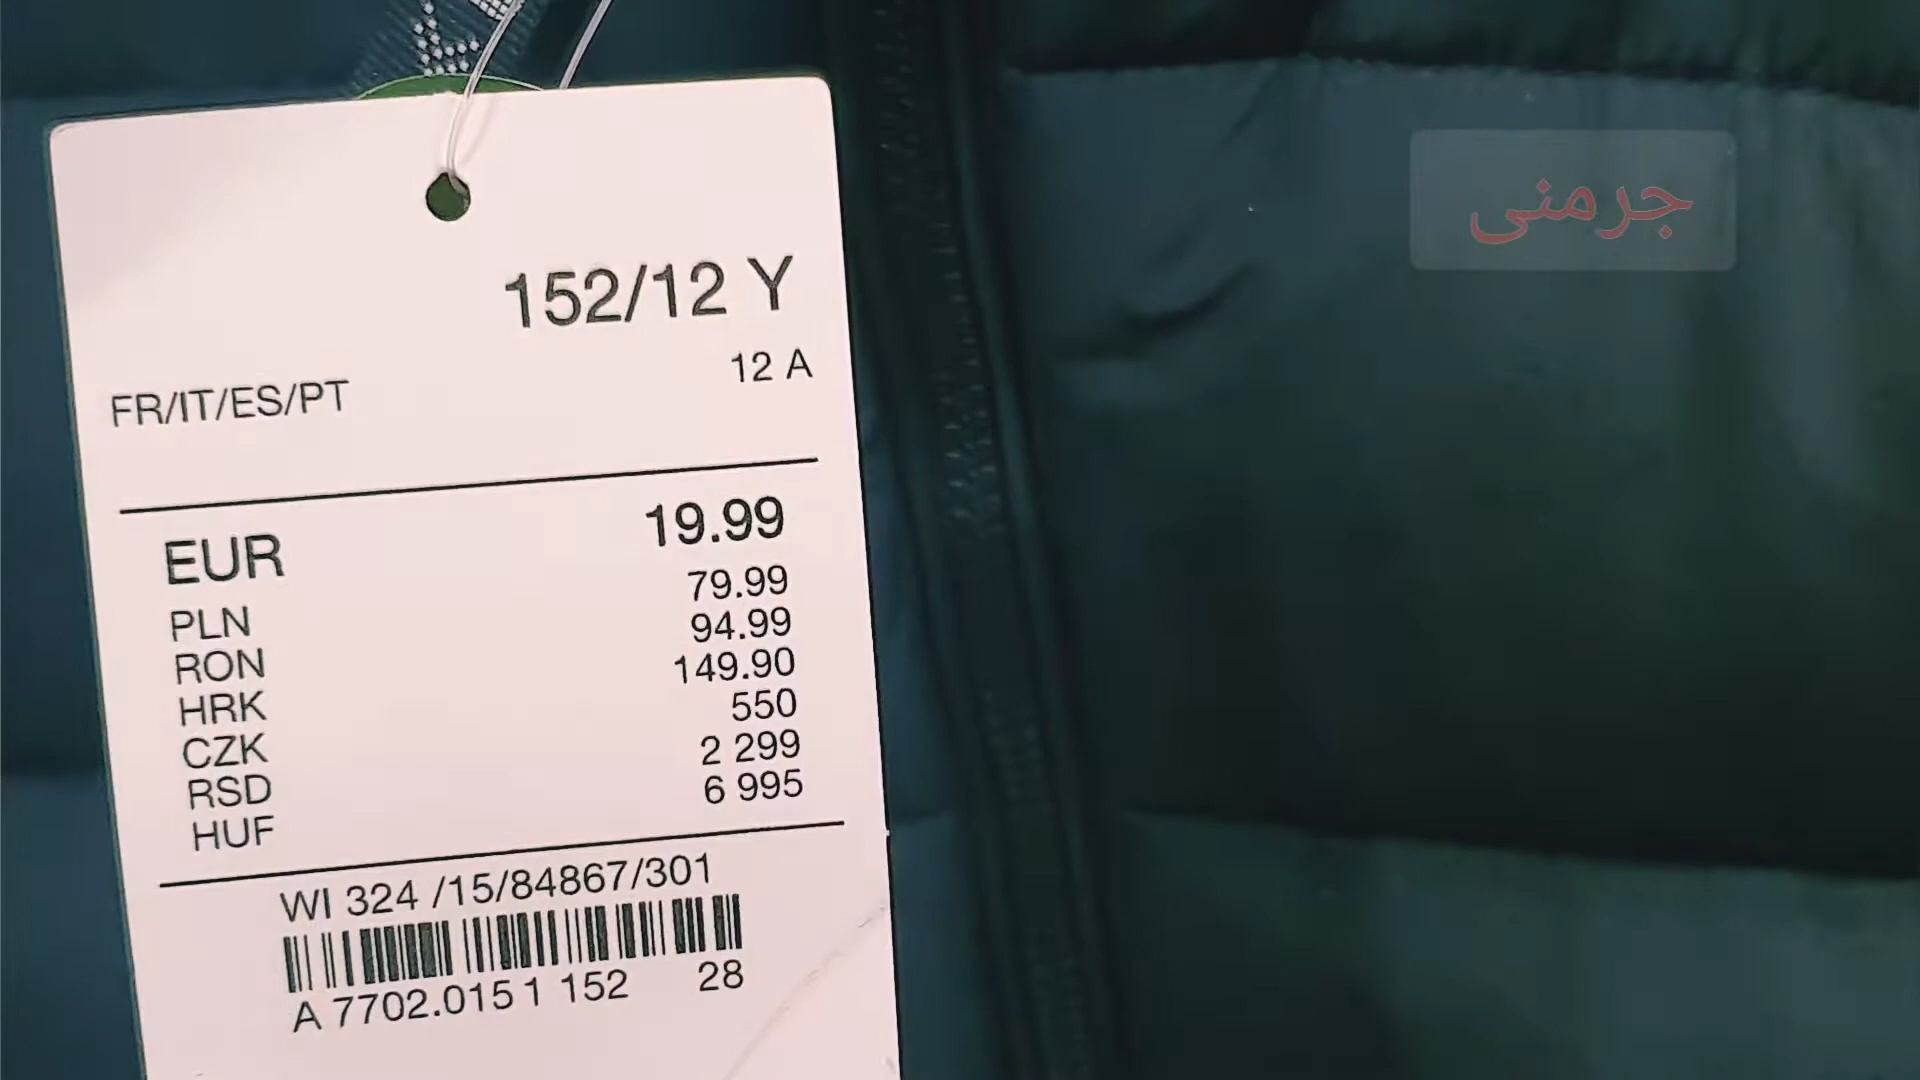 جرمنی
152/12 Y
12 A
FR/IT/ES/PT
EUR 19.99
PLN 79.99
RON 94.99
HRK 149.90
CZK 550
RSD 2 299
HUF 6 995
WI 324 /15/84867/301
A 7702.015 1 152 28